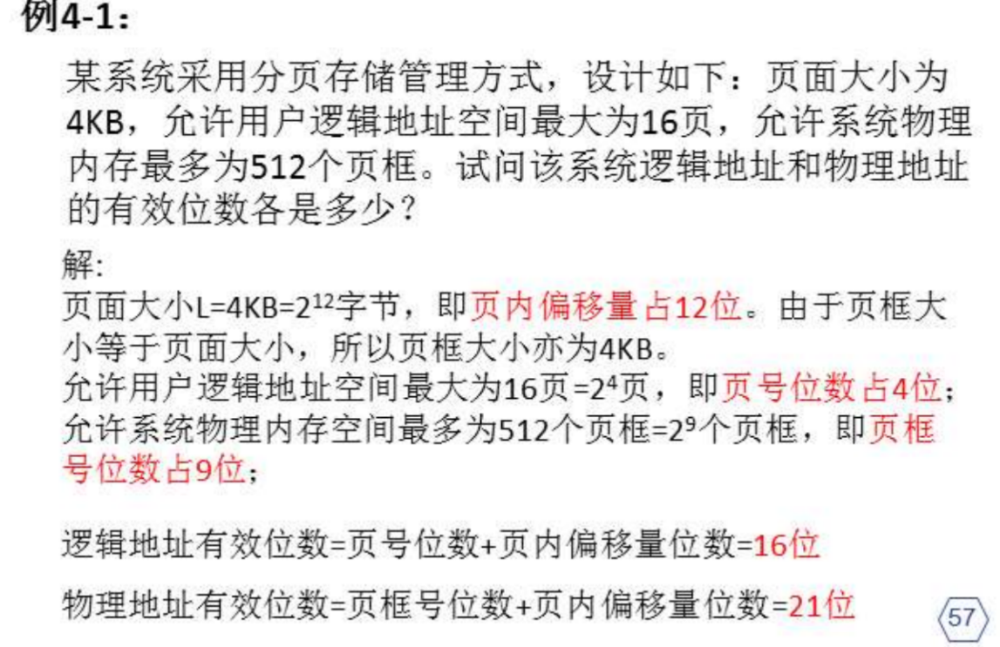 例4-1：
某系统采用分页存储管理方式，设计如下：页面大小为
4KB，允许用户逻辑地址空间最大为16页，允许系统物理
内存最多为512个页框。试问该系统逻辑地址和物理地址
的有效位数各是多少？
解:
页面大小L=4KB=2¹²字节，即页内偏移量占12位。由于页框大
小等于页面大小，所以页框大小亦为4KB。
允许用户逻辑地址空间最大为16页=2⁴页，即页号位数占4位；
允许系统物理内存空间最多为512个页框=2⁹个页框，即页框
号位数占9位；
逻辑地址有效位数=页号位数+页内偏移量位数=16位
物理地址有效位数=页框号位数+页内偏移量位数=21位
57